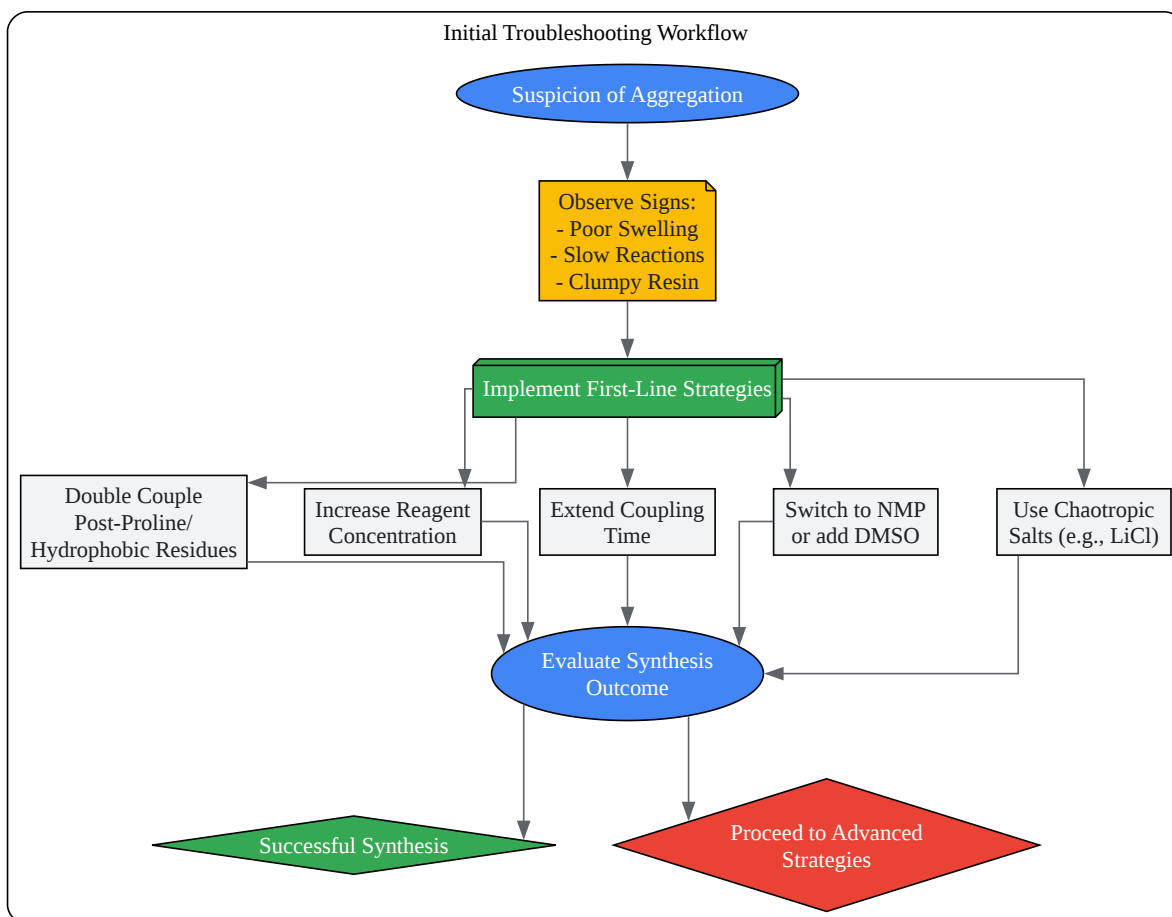 Initial Troubleshooting Workflow
Suspicion of Aggregation
Observe Signs:
- Poor Swelling
- Slow Reactions
- Clumpy Resin
Implement First-Line Strategies
Double Couple
Post-Proline/
Hydrophobic Residues
Increase Reagent
Concentration
Extend Coupling
Time
Switch to NMP
or add DMSO
Use Chaotropic
Salts (e.g., LiCl)
Evaluate Synthesis
Outcome
Successful Synthesis
Proceed to Advanced
Strategies